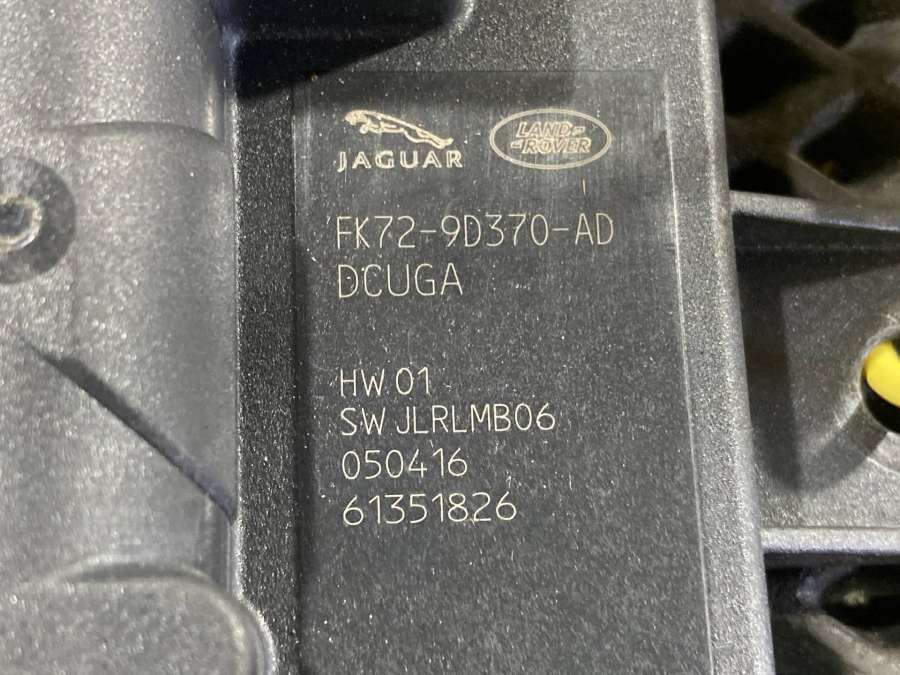 JAGUAR
LAND ROVER
FK72-9D370-AD
DCUGA
HW 01
SW JLRLMB06
050416
61351826